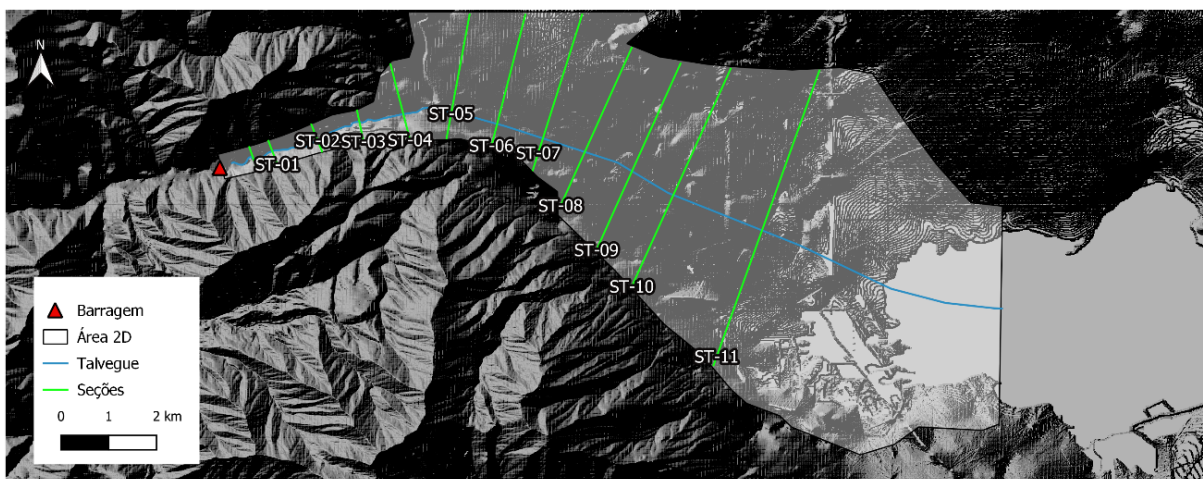 N
ST-01
ST-02
ST-03
ST-04
ST-05
ST-06
ST-07
ST-08
ST-09
ST-10
ST-11
Barragem
Área 2D
Talvegue
Seções
0 1 2 km